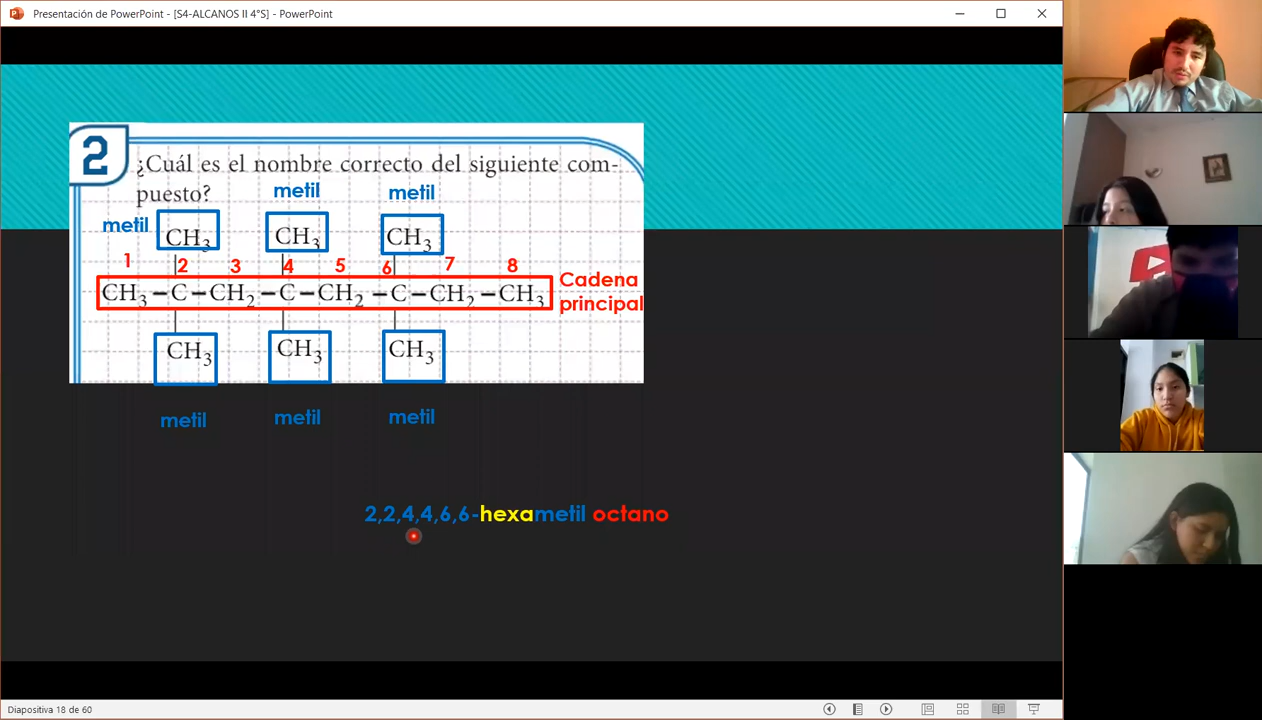 Presentación de PowerPoint - [S4-ALCANOS II 4°S] - PowerPoint
2
¿Cuál es el nombre correcto del siguiente com-
puesto?
metil metil
metil
CH₃ CH₃ CH₃
1 2 3 4 5 6 7 8
CH₃ – C – CH₂ – C – CH₂ – C – CH₂ – CH₃
Cadena
principal
CH₃ CH₃ CH₃
metil metil metil
2,2,4,4,6,6-hexametil octano
Diapositiva 18 de 60